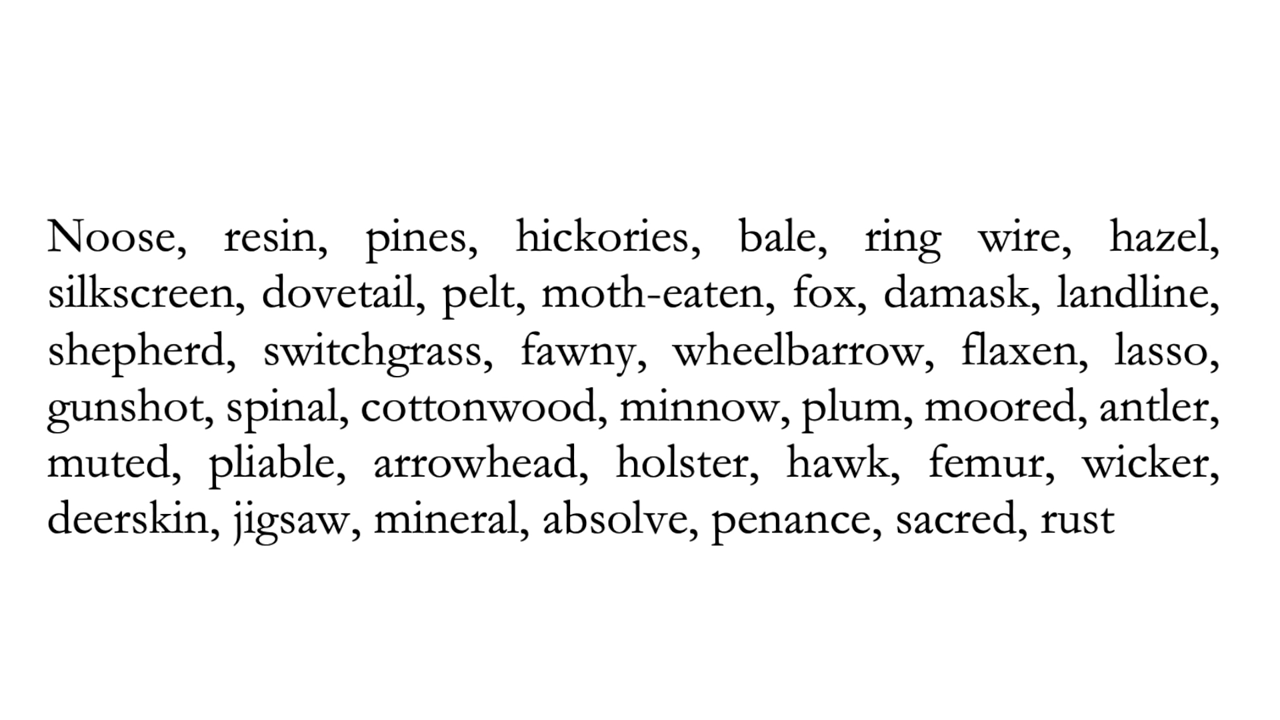 Noose, resin, pines, hickories, bale, ring wire, hazel,
silkscreen, dovetail, pelt, moth-eaten, fox, damask, landline,
shepherd, switchgrass, fawny, wheelbarrow, flaxen, lasso,
gunshot, spinal, cottonwood, minnow, plum, moored, antler,
muted, pliable, arrowhead, holster, hawk, femur, wicker,
deerskin, jigsaw, mineral, absolve, penance, sacred, rust